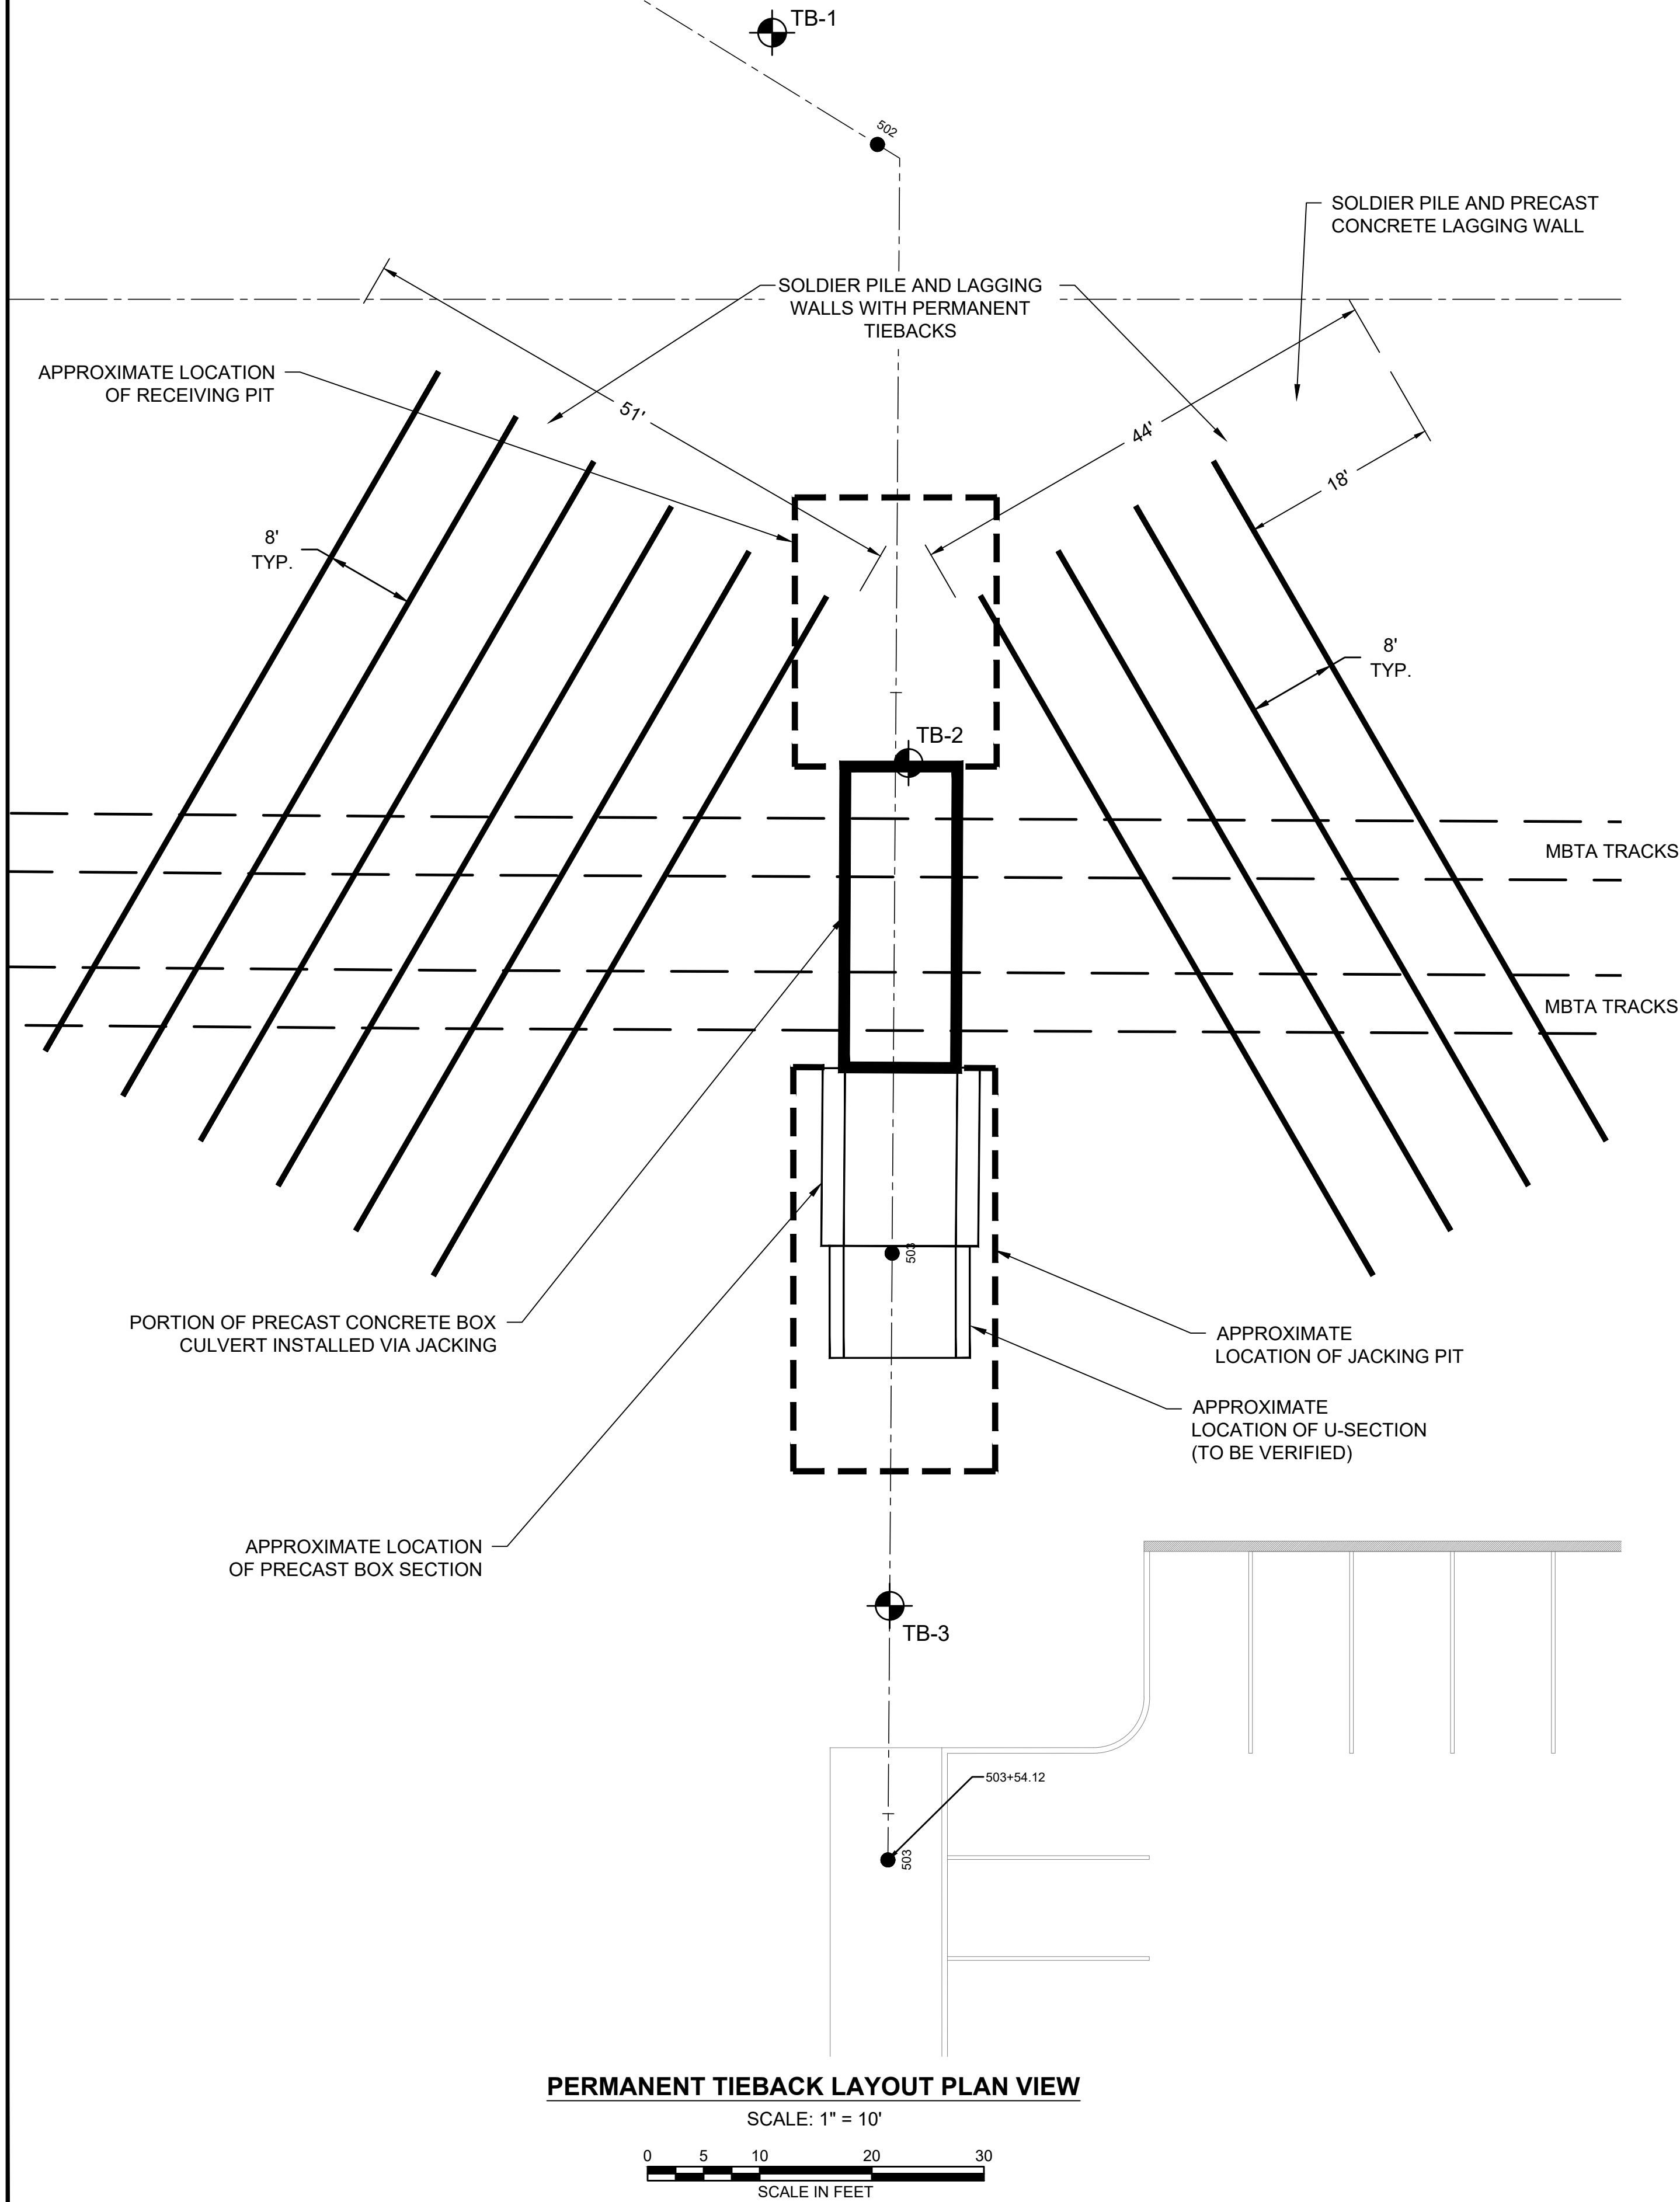 TB-1
502
SOLDIER PILE AND PRECAST
CONCRETE LAGGING WALL
SOLDIER PILE AND LAGGING
WALLS WITH PERMANENT
TIEBACKS
APPROXIMATE LOCATION
OF RECEIVING PIT
51'
44'
18'
8'
TYP.
8'
TYP.
TB-2
MBTA TRACKS
MBTA TRACKS
503
PORTION OF PRECAST CONCRETE BOX
CULVERT INSTALLED VIA JACKING
APPROXIMATE
LOCATION OF JACKING PIT
APPROXIMATE
LOCATION OF U-SECTION
(TO BE VERIFIED)
APPROXIMATE LOCATION
OF PRECAST BOX SECTION
TB-3
503+54.12
503
PERMANENT TIEBACK LAYOUT PLAN VIEW
SCALE: 1" = 10'
0 5 10 20 30
SCALE IN FEET